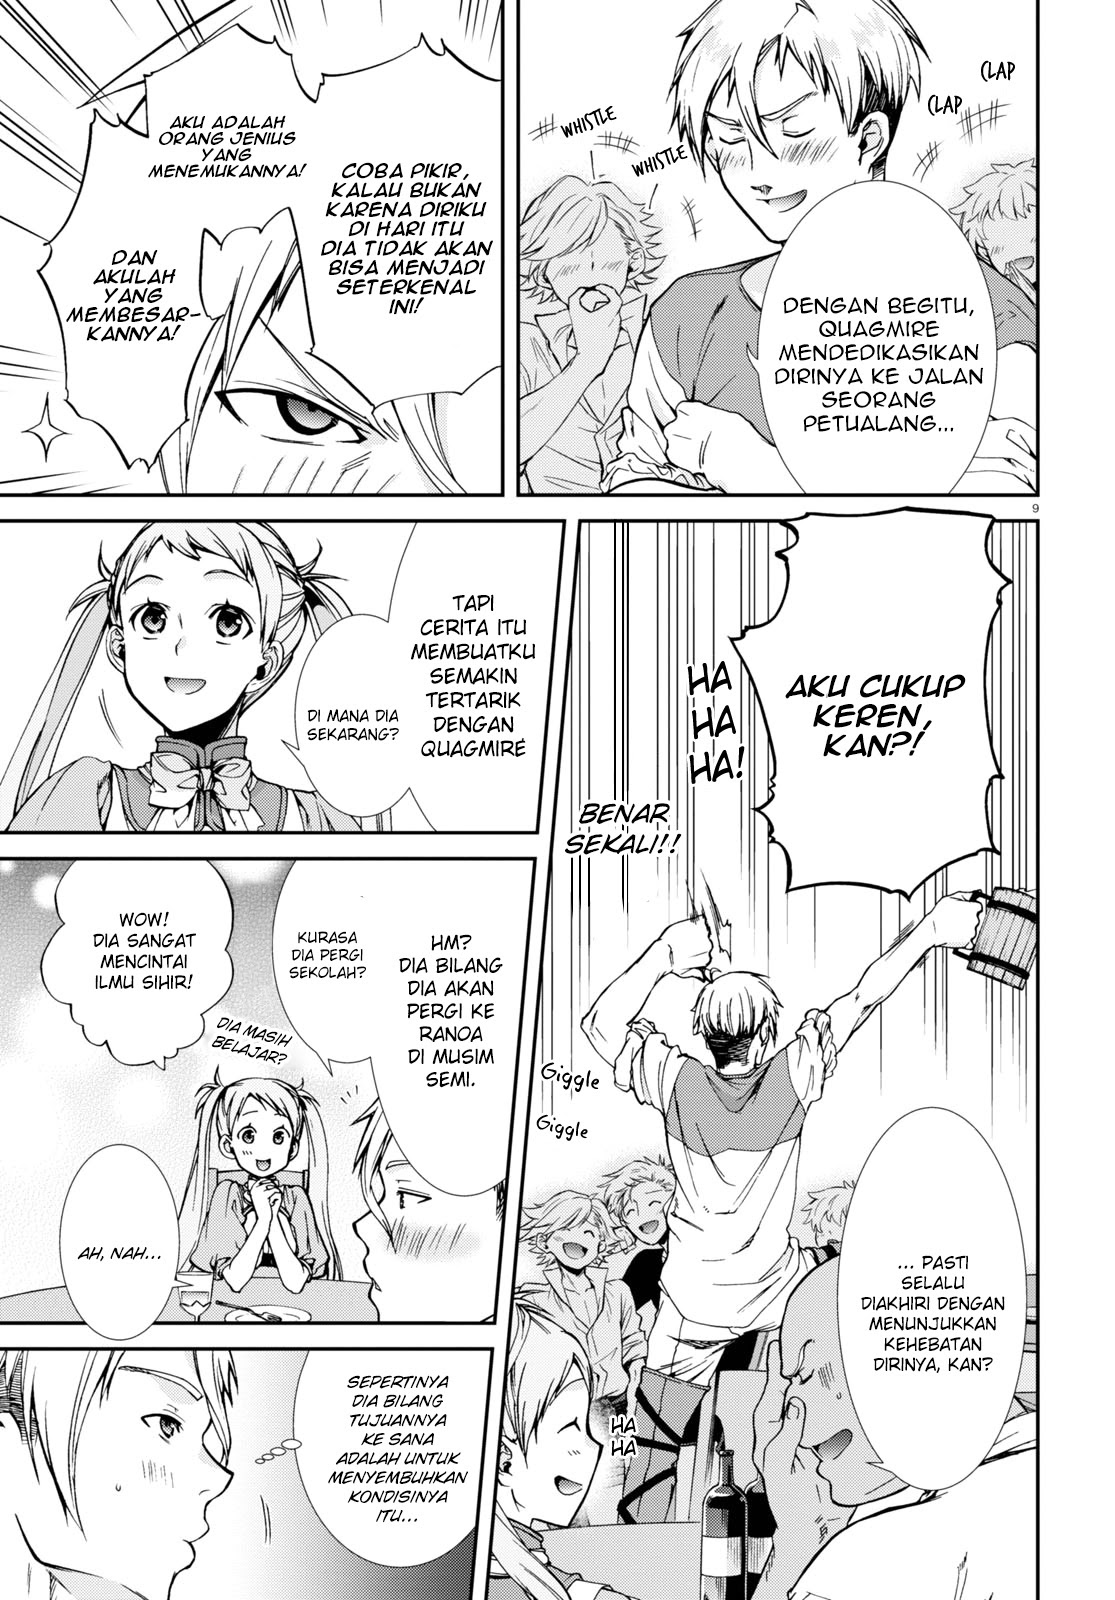 CLAP
CLAP
WHISTLE
WHISTLE
DENGAN BEGITU,
QUAGMIRE
MENDEDIKASIKAN
DIRINYA KE JALAN
SEORANG
PETUALANG...
COBA PIKIR,
KALAU BUKAN
KARENA DIRIKU
DI HARI ITU
DIA TIDAK AKAN
BISA MENJADI
SETERKENAL
INI!
AKU ADALAH
ORANG JENIUS
YANG
MENEMUKANNYA!
DAN
AKULAH
YANG
MEMBESAR-
KANNYA!
9
AKU CUKUP
KEREN,
KAN?!
HA
HA
HA!
BENAR
SEKALI!!
Giggle
Giggle
... PASTI
SELALU
DIAKHIRI DENGAN
MENUNJUKKAN
KEHEBATAN
DIRINYA, KAN?
HA
HA
TAPI
CERITA ITU
MEMBUATKU
SEMAKIN
TERTARIK
DENGAN
QUAGMIRE
DI MANA DIA
SEKARANG?
HM?
DIA BILANG
DIA AKAN
PERGI KE
RANOA
DI MUSIM
SEMI.
KURASA
DIA PERGI
SEKOLAH?
DIA MASIH
BELAJAR?
WOW!
DIA SANGAT
MENCINTAI
ILMU SIHIR!
AH, NAH...
SEPERTINYA
DIA BILANG
TUJUANNYA
KE SANA
ADALAH UNTUK
MENYEMBUHKAN
KONDISINYA
ITU...